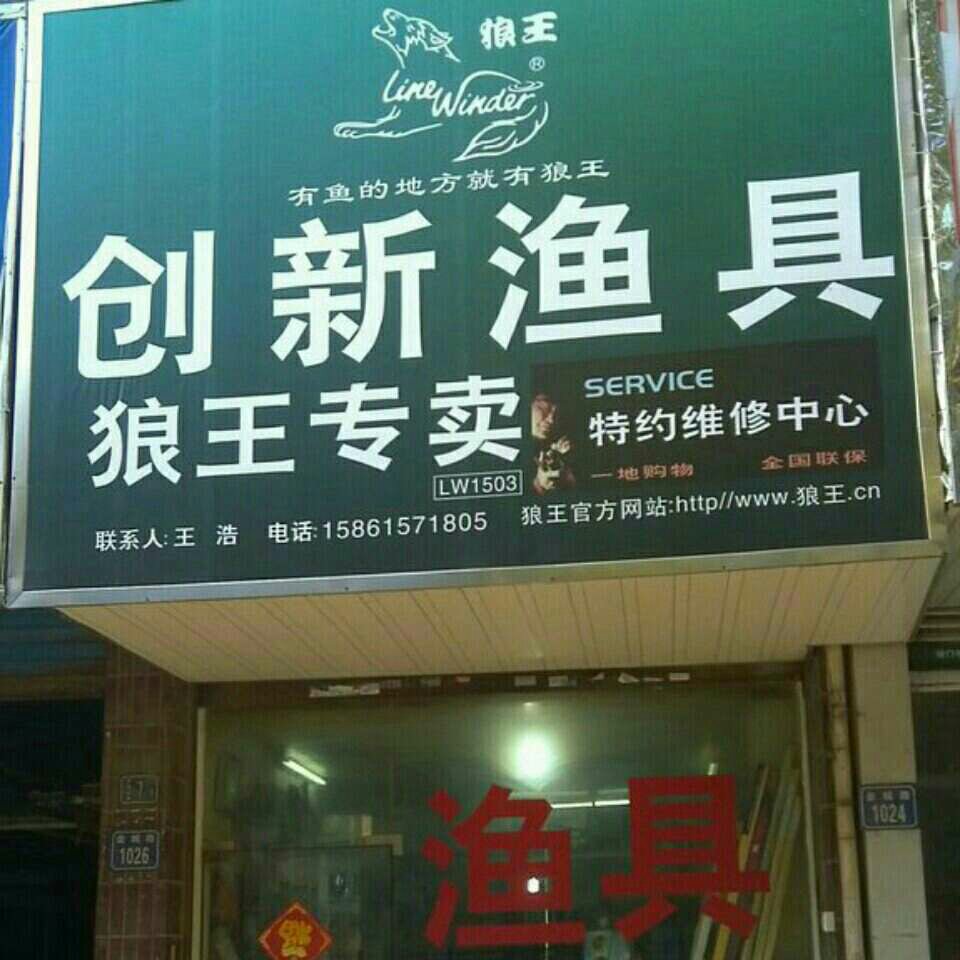 狼王
®
Line Winder
有鱼的地方就有狼王
创新渔具
狼王专卖
LW1503
SERVICE
特约维修中心
一地购物 全国联保
联系人:王 浩 电话:15861571805 狼王官方网站:http//www.狼王.cn
渔具
1026
1024
福